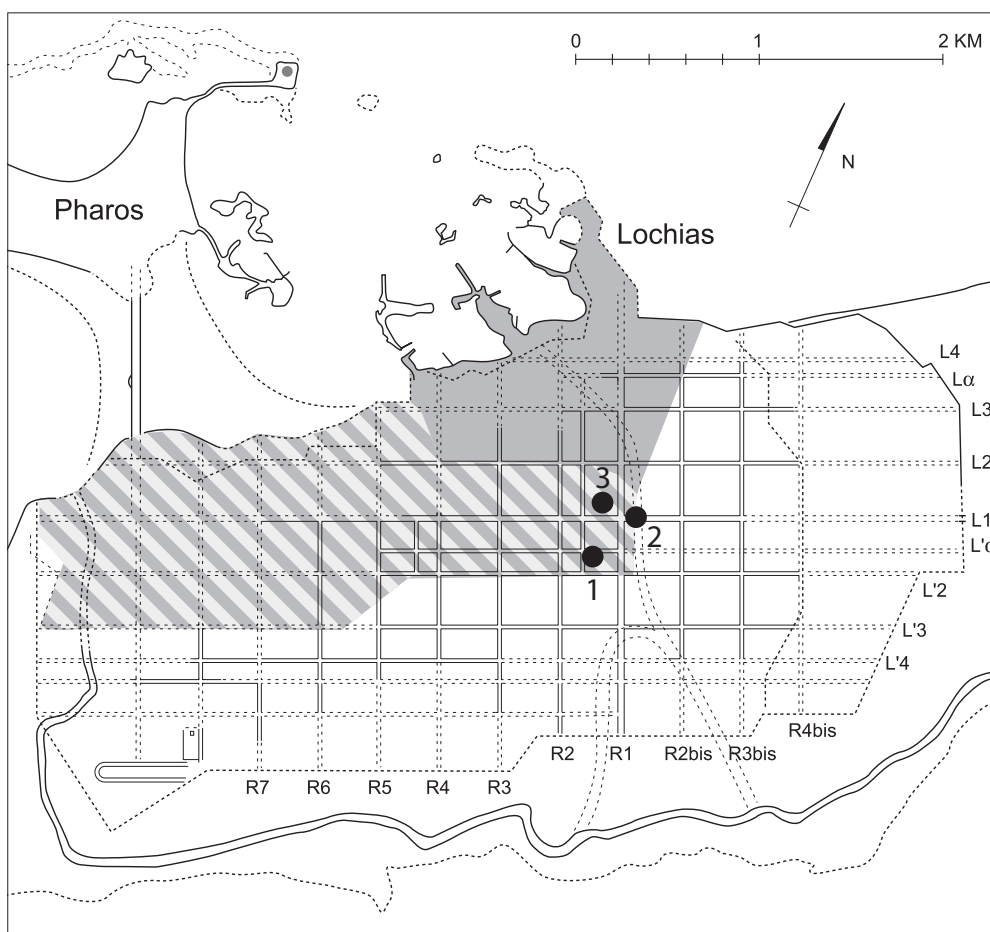 0 1 2 KM
N
Pharos
Lochias
L4
Lα
L3
L2
3
L1
2
L'α
1
L'2
L'3
L'4
R4bis
R2 R1 R2bis R3bis
R7 R6 R5 R4 R3